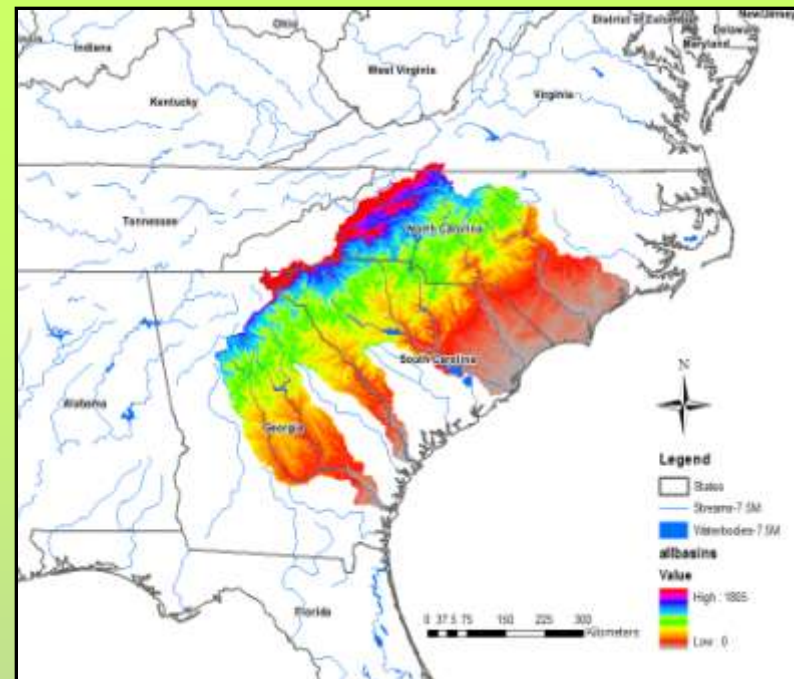 Ohio
District of Columbia
New Jersey
Delaware
Maryland
Indiana
West Virginia
Kentucky
Virginia
Tennessee
North Carolina
South Carolina
Alabama
Georgia
Florida
N
Legend
States
Streams-7.5M
Waterbodies-7.5M
allbasins
Value
High : 1885
Low : 0
0 37.5 75 150 225 300
Kilometers